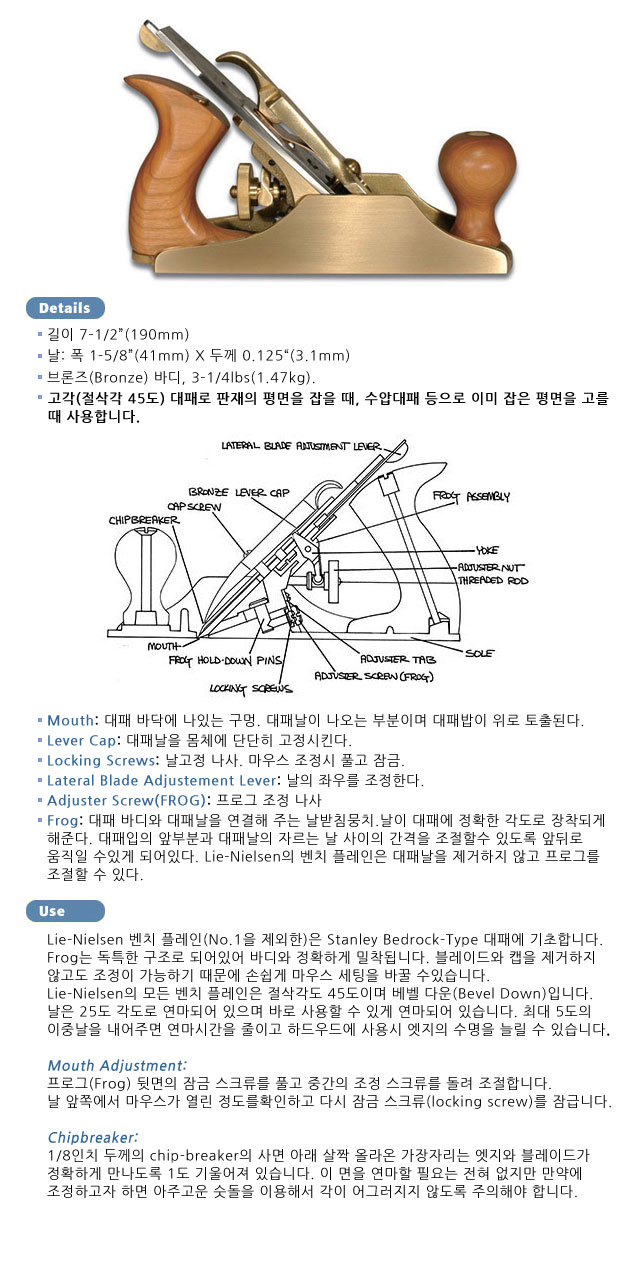 Details
길이 7-1/2”(190mm)
날: 폭 1-5/8”(41mm) X 두께 0.125“(3.1mm)
브론즈(Bronze) 바디, 3-1/4lbs(1.47kg).
고각(절삭각 45도) 대패로 판재의 평면을 잡을 때, 수압대패 등으로 이미 잡은 평면을 고를
때 사용합니다.
LATERAL BLADE ADJUSTMENT LEVER
BRONZE LEVER CAP
CAP SCREW
CHIPBREAKER
FROG ASSEMBLY
YOKE
ADJUSTER NUT
THREADED ROD
MOUTH
FROG HOLD-DOWN PINS
LOCKING SCREWS
SOLE
ADJUSTER TAB
ADJUSTER SCREW (FROG)
Mouth: 대패 바닥에 나있는 구멍. 대패날이 나오는 부분이며 대패밥이 위로 토출된다.
Lever Cap: 대패날을 몸체에 단단히 고정시킨다.
Locking Screws: 날고정 나사. 마우스 조정시 풀고 잠금.
Lateral Blade Adjustement Lever: 날의 좌우를 조정한다.
Adjuster Screw(FROG): 프로그 조정 나사
Frog: 대패 바디와 대패날을 연결해 주는 날받침뭉치.날이 대패에 정확한 각도로 장착되게
해준다. 대패입의 앞부분과 대패날의 자르는 날 사이의 간격을 조절할수 있도록 앞뒤로
움직일 수있게 되어있다. Lie-Nielsen의 벤치 플레인은 대패날을 제거하지 않고 프로그를
조절할 수 있다.
Use
Lie-Nielsen 벤치 플레인(No.1을 제외한)은 Stanley Bedrock-Type 대패에 기초합니다.
Frog는 독특한 구조로 되어있어 바디와 정확하게 밀착됩니다. 블레이드와 캡을 제거하지
않고도 조정이 가능하기 때문에 손쉽게 마우스 세팅을 바꿀 수있습니다.
Lie-Nielsen의 모든 벤치 플레인은 절삭각도 45도이며 베벨 다운(Bevel Down)입니다.
날은 25도 각도로 연마되어 있으며 바로 사용할 수 있게 연마되어 있습니다. 최대 5도의
이중날을 내어주면 연마시간을 줄이고 하드우드에 사용시 엣지의 수명을 늘릴 수 있습니다.
Mouth Adjustment:
프로그(Frog) 뒷면의 잠금 스크류를 풀고 중간의 조정 스크류를 돌려 조절합니다.
날 앞쪽에서 마우스가 열린 정도를확인하고 다시 잠금 스크류(locking screw)를 잠급니다.
Chipbreaker:
1/8인치 두께의 chip-breaker의 사면 아래 살짝 올라온 가장자리는 엣지와 블레이드가
정확하게 만나도록 1도 기울어져 있습니다. 이 면을 연마할 필요는 전혀 없지만 만약에
조정하고자 하면 아주고운 숫돌을 이용해서 각이 어그러지지 않도록 주의해야 합니다.